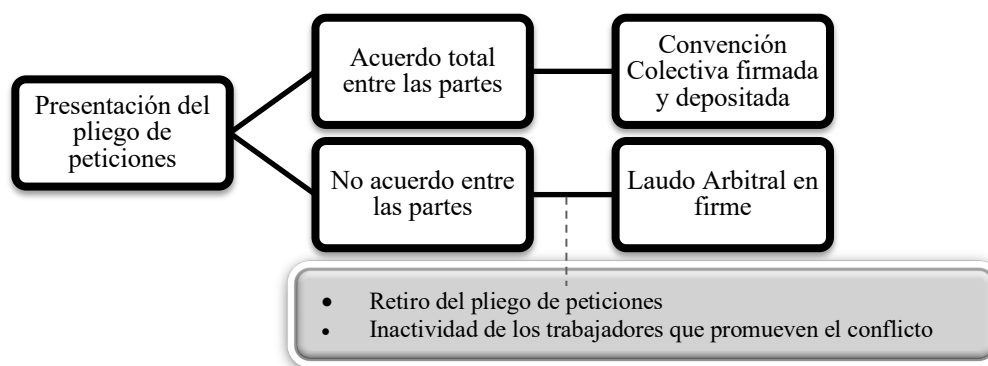 Presentación del
pliego de
peticiones
Acuerdo total
entre las partes
Convención
Colectiva firmada
y depositada
No acuerdo entre
las partes
Laudo Arbitral en
firme
• Retiro del pliego de peticiones
• Inactividad de los trabajadores que promueven el conflicto